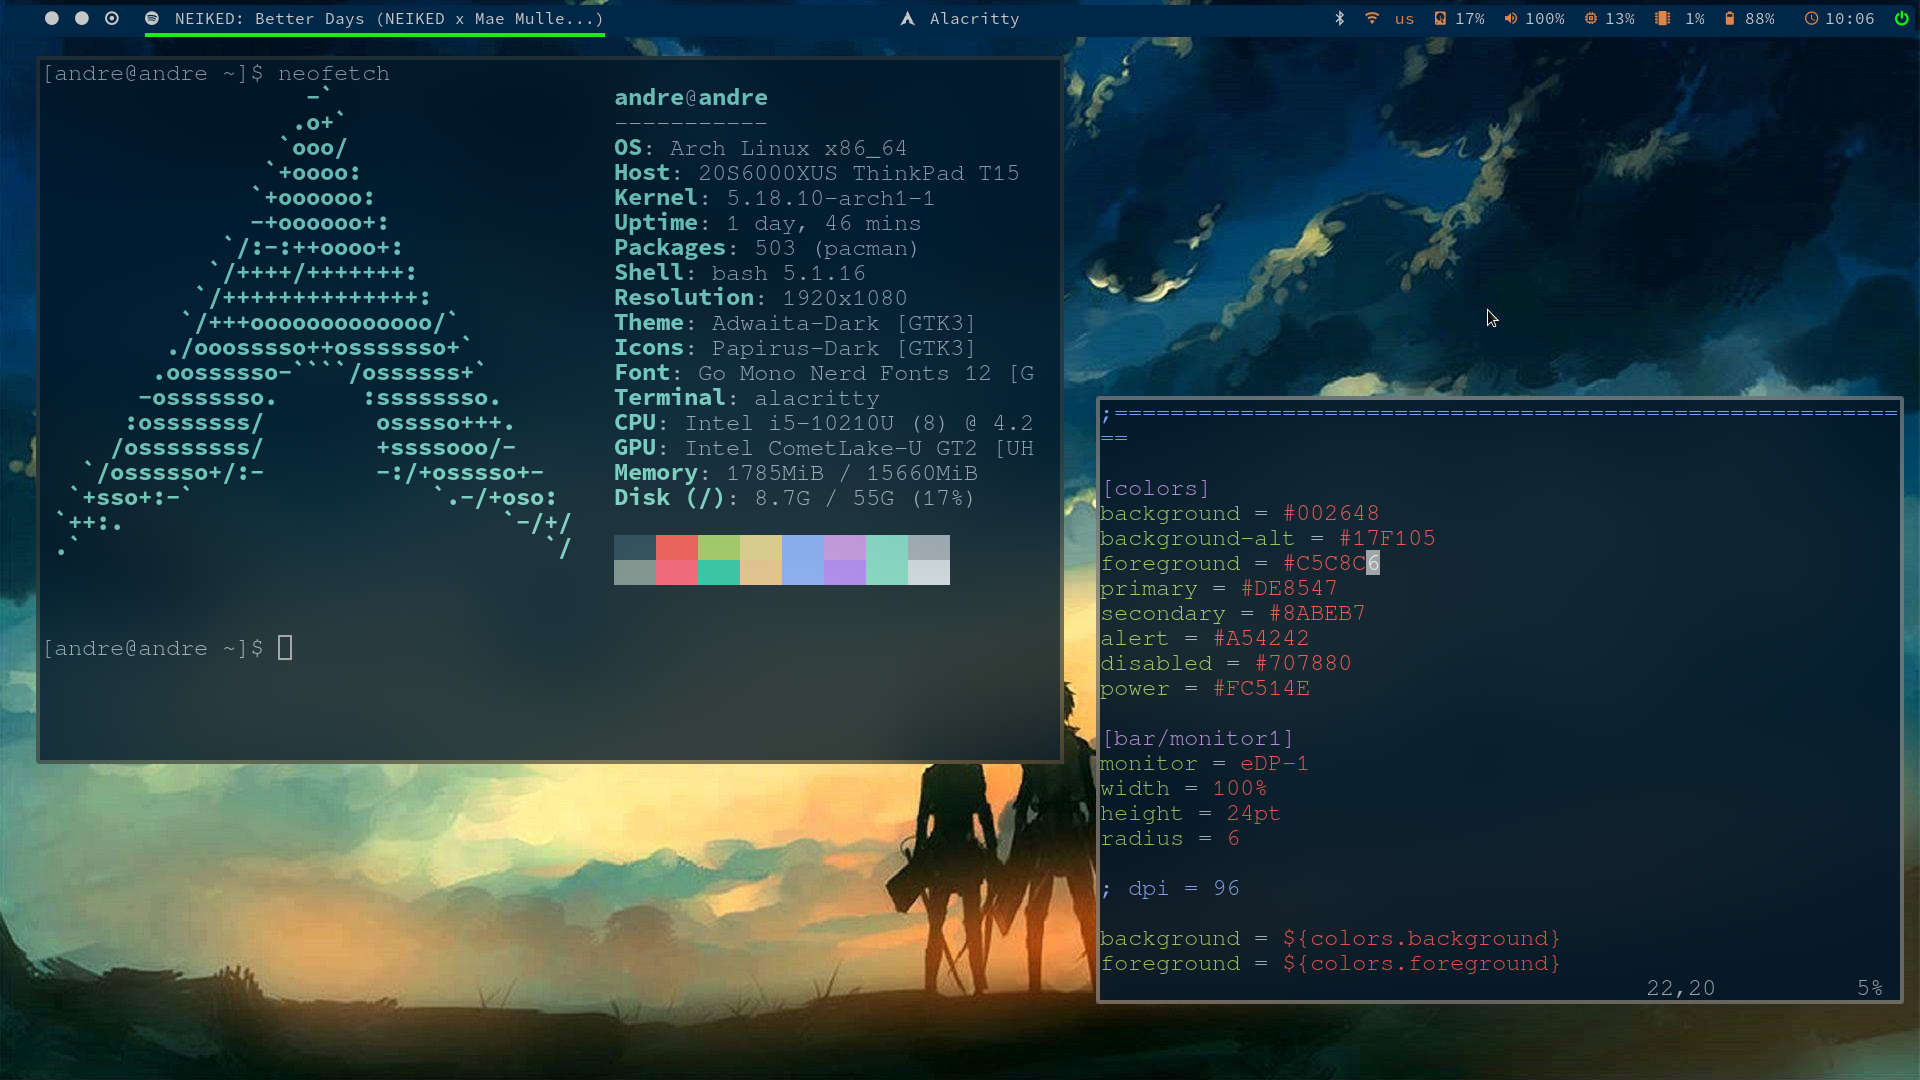 NEIKED: Better Days (NEIKED x Mae Mulle...)
Alacritty
us 17% 100% 13% 1% 88% 10:06
[andre@andre ~]$ neofetch
                   -`
                  .o+`
                 `ooo/
                `+oooo:
               `+oooooo:
               -+oooooo+:
             `/:-:++oooo+:
            `/++++/+++++++:
           `/++++++++++++++:
          `/+++ooooooooooooo/`
         ./ooosssso++osssssso+`
        .oossssso-````/ossssss+`
       -osssssso.      :ssssssso.
      :osssssss/        osssso+++.
     /ossssssss/        +ssssooo/-
   `/ossssso+/:-        -:/+osssso+-
  `+sso+:-`                 `.-/+oso:
 `++:.                           `-/+/
 .`                                 `/
andre@andre
-----------
OS: Arch Linux x86_64
Host: 20S6000XUS ThinkPad T15
Kernel: 5.18.10-arch1-1
Uptime: 1 day, 46 mins
Packages: 503 (pacman)
Shell: bash 5.1.16
Resolution: 1920x1080
Theme: Adwaita-Dark [GTK3]
Icons: Papirus-Dark [GTK3]
Font: Go Mono Nerd Fonts 12 [G
Terminal: alacritty
CPU: Intel i5-10210U (8) @ 4.2
GPU: Intel CometLake-U GT2 [UH
Memory: 1785MiB / 15660MiB
Disk (/): 8.7G / 55G (17%)
[andre@andre ~]$
;========================================================
==
[colors]
background = #002648
background-alt = #17F105
foreground = #C5C8C6
primary = #DE8547
secondary = #8ABEB7
alert = #A54242
disabled = #707880
power = #FC514E
[bar/monitor1]
monitor = eDP-1
width = 100%
height = 24pt
radius = 6
; dpi = 96
background = ${colors.background}
foreground = ${colors.foreground}
22,20 5%